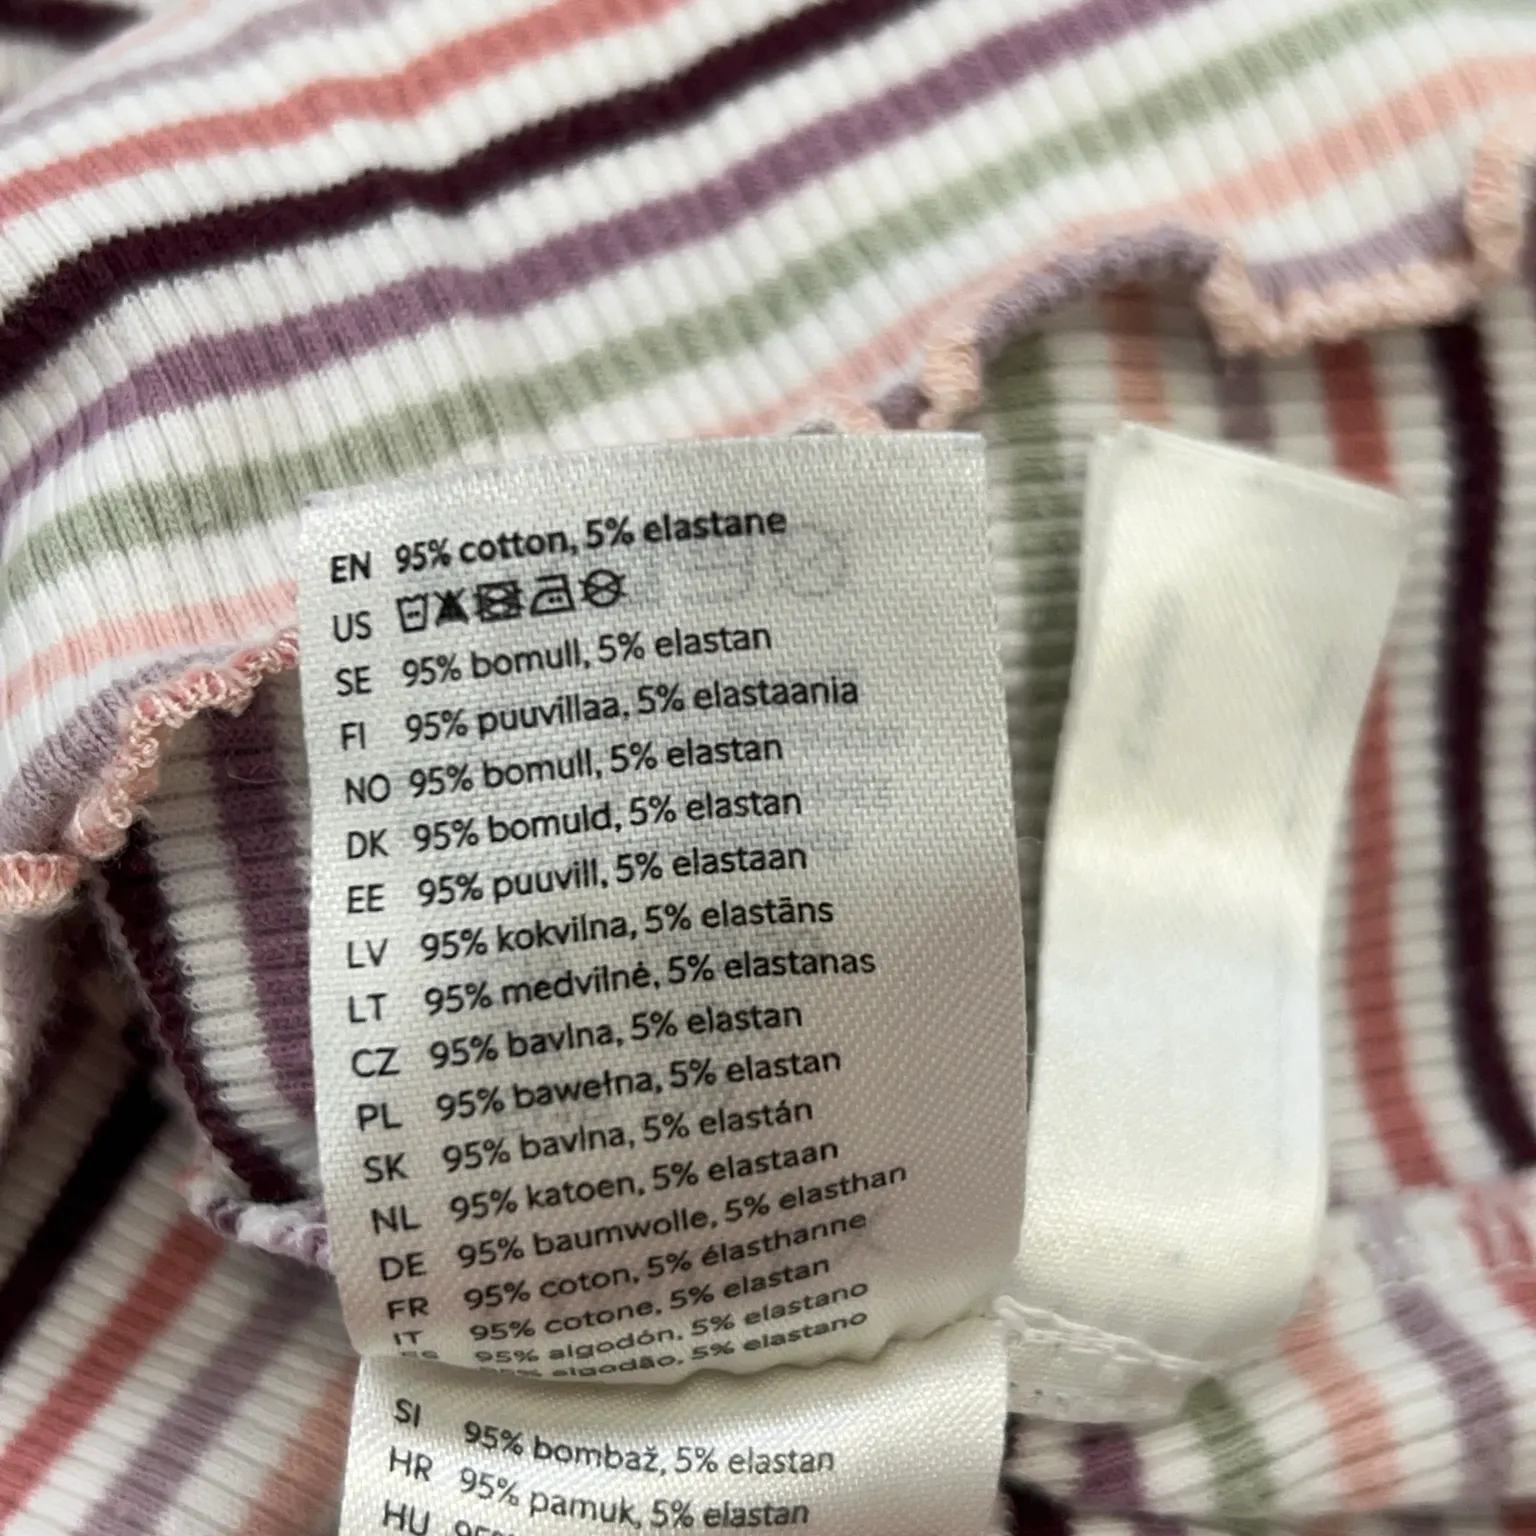 EN 95% cotton, 5% elastane
US
SE 95% bomull, 5% elastan
FI 95% puuvillaa, 5% elastaania
NO 95% bomull, 5% elastan
DK 95% bomuld, 5% elastan
EE 95% puuvill, 5% elastaan
LV 95% kokvilna, 5% elastāns
LT 95% medvilnė, 5% elastanas
CZ 95% bavlna, 5% elastan
PL 95% bawełna, 5% elastan
SK 95% bavlna, 5% elastán
NL 95% katoen, 5% elastaan
DE 95% baumwolle, 5% elasthan
FR 95% coton, 5% élasthanne
IT 95% cotone, 5% elastan
ES 95% algodón, 5% elastano
95% algodão, 5% elastano
SI 95% bombaž, 5% elastan
HR 95% pamuk, 5% elastan
HU